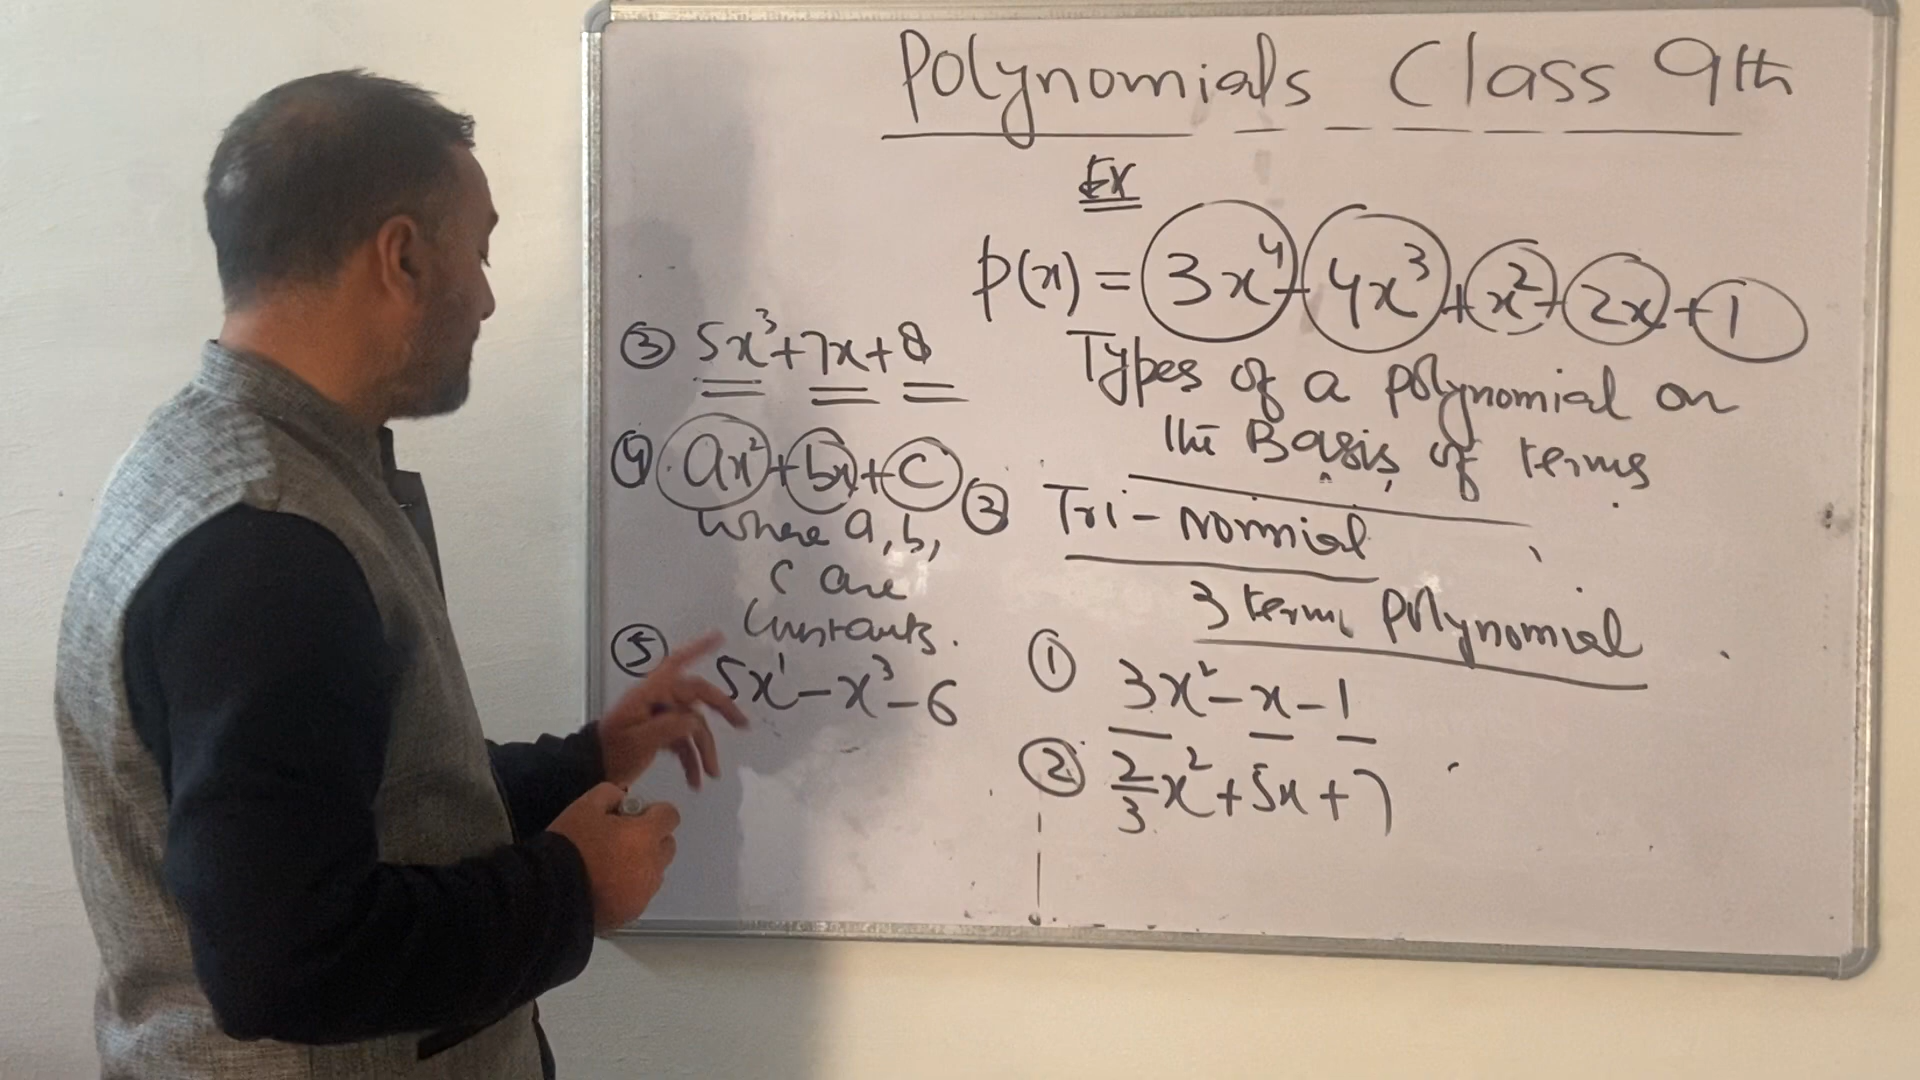 Polynomials Class 9th
Ex
p(x) = 3x⁴ + 4x³ + x² + 2x + 1
Types of a polynomial on
the Basis of terms
③ Tri-nomial
3 term polynomial
① 3x² - x - 1
② 2/3 x² + 5x + 7
③ 5x³ + 7x + 8
④ ax² + bx + c
where a, b,
c are
constants.
⑤ 5x¹ - x³ - 6